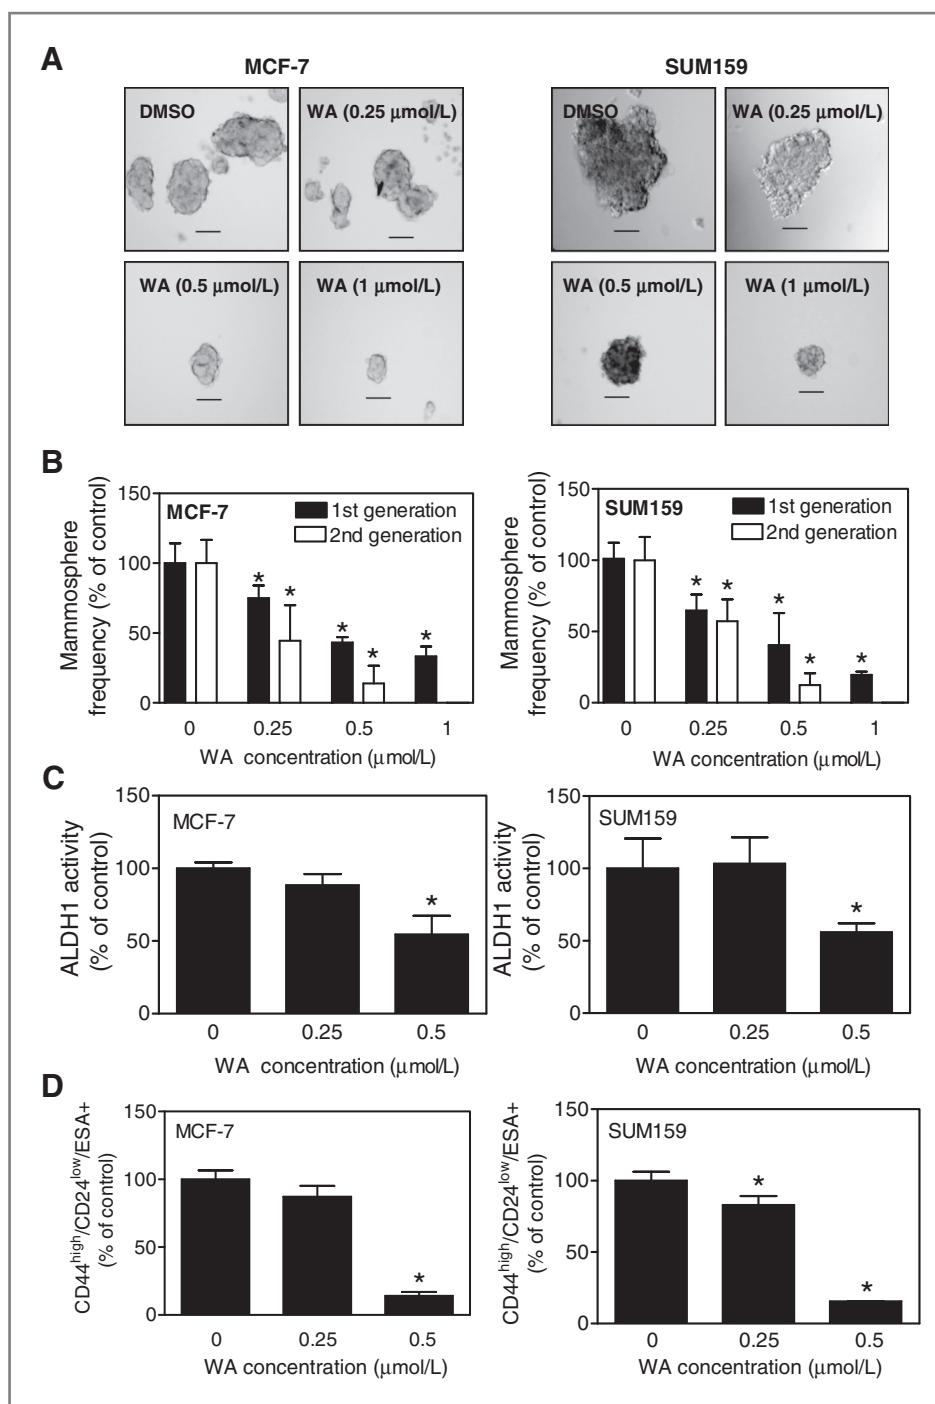 A
MCF-7
SUM159
DMSO
WA (0.25 μmol/L)
DMSO
WA (0.25 μmol/L)
WA (0.5 μmol/L)
WA (1 μmol/L)
WA (0.5 μmol/L)
WA (1 μmol/L)
B
Mammosphere
frequency (% of control)
150
100
50
0
MCF-7
1st generation
2nd generation
*
*
*
*
*
0
0.25
0.5
1
WA concentration (μmol/L)
Mammosphere
frequency (% of control)
150
100
50
0
SUM159
1st generation
2nd generation
*
*
*
*
*
0
0.25
0.5
1
WA concentration (μmol/L)
C
ALDH1 activity
(% of control)
150
100
50
0
MCF-7
*
0
0.25
0.5
WA concentration (μmol/L)
ALDH1 activity
(% of control)
150
100
50
0
SUM159
*
0
0.25
0.5
WA concentration (μmol/L)
D
CD44high/CD24low/ESA+
(% of control)
150
100
50
0
MCF-7
*
0
0.25
0.5
WA concentration (μmol/L)
CD44high/CD24low/ESA+
(% of control)
150
100
50
0
SUM159
*
*
0
0.25
0.5
WA concentration (μmol/L)